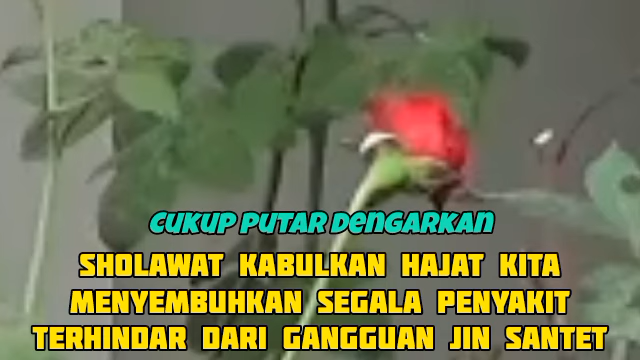 CUKUP PUTAR DENGARKAN
SHOLAWAT KABULKAN HAJAT KITA
MENYEMBUHKAN SEGALA PENYAKIT
TERHINDAR DARI GANGGUAN JIN SANTET